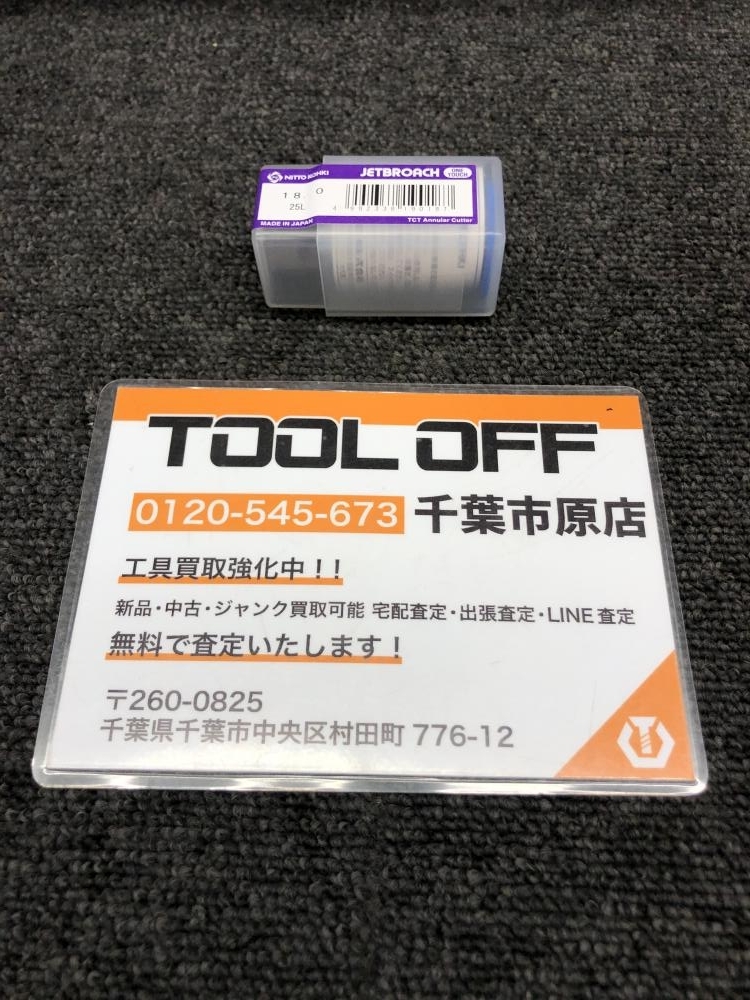 NITTO KOHKI
JETBROACH
ONE TOUCH
18.0
25L
MADE IN JAPAN
TCT Annular Cutter
TOOL OFF
0120-545-673 千葉市原店
工具買取強化中！！
新品・中古・ジャンク買取可能 宅配査定・出張査定・LINE査定
無料で査定いたします！
〒260-0825
千葉県千葉市中央区村田町 776-12